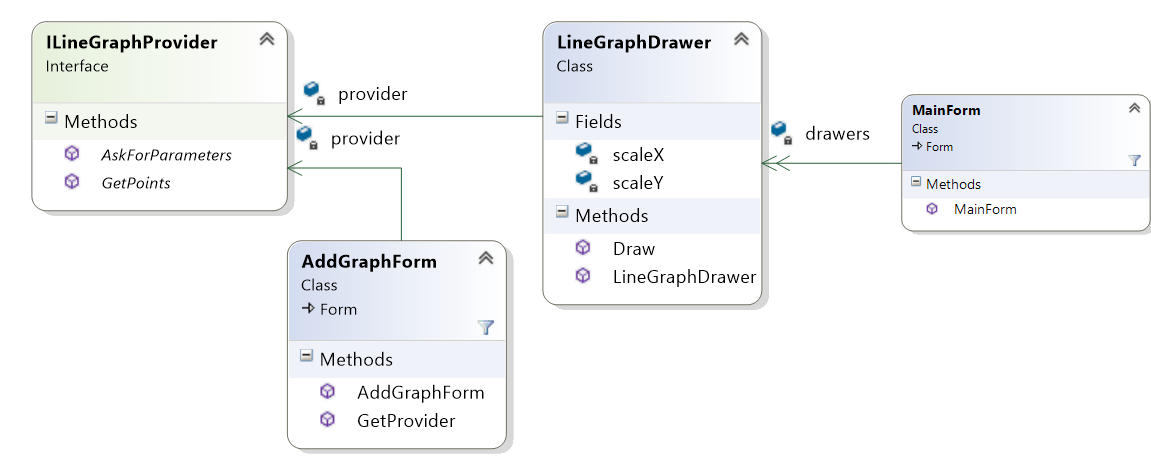 ILineGraphProvider
Interface
Methods
AskForParameters
GetPoints
provider
provider
AddGraphForm
Class
Form
Methods
AddGraphForm
GetProvider
LineGraphDrawer
Class
Fields
scaleX
scaleY
Methods
Draw
LineGraphDrawer
drawers
MainForm
Class
Form
Methods
MainForm